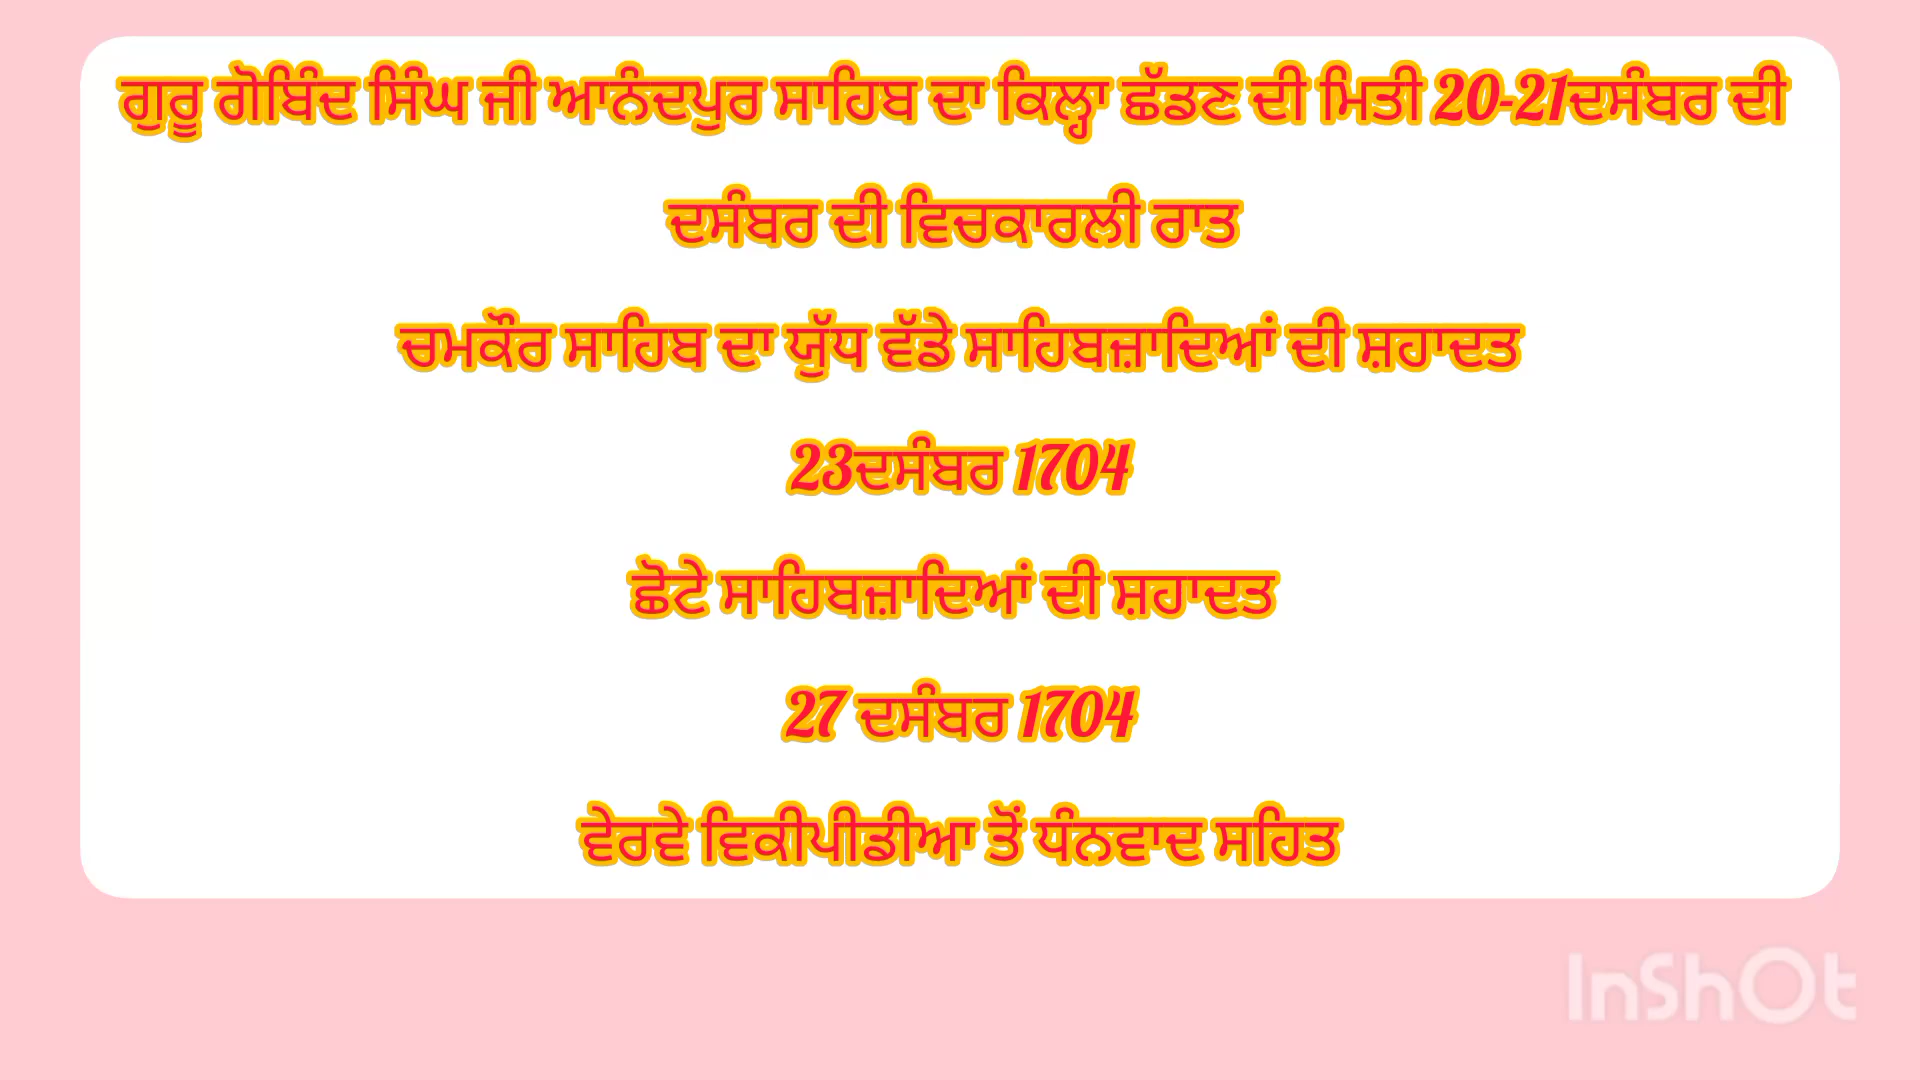 ਗੁਰੂ ਗੋਬਿੰਦ ਸਿੰਘ ਜੀ ਆਨੰਦਪੁਰ ਸਾਹਿਬ ਦਾ ਕਿਲ੍ਹਾ ਛੱਡਣ ਦੀ ਮਿਤੀ 20-21ਦਸੰਬਰ ਦੀ
ਦਸੰਬਰ ਦੀ ਵਿਚਕਾਰਲੀ ਰਾਤ
ਚਮਕੌਰ ਸਾਹਿਬ ਦਾ ਯੁੱਧ ਵੱਡੇ ਸਾਹਿਬਜ਼ਾਦਿਆਂ ਦੀ ਸ਼ਹਾਦਤ
23ਦਸੰਬਰ 1704
ਛੋਟੇ ਸਾਹਿਬਜ਼ਾਦਿਆਂ ਦੀ ਸ਼ਹਾਦਤ
27 ਦਸੰਬਰ 1704
ਵੇਰਵੇ ਵਿਕੀਪੀਡੀਆ ਤੋਂ ਧੰਨਵਾਦ ਸਹਿਤ
InShOt